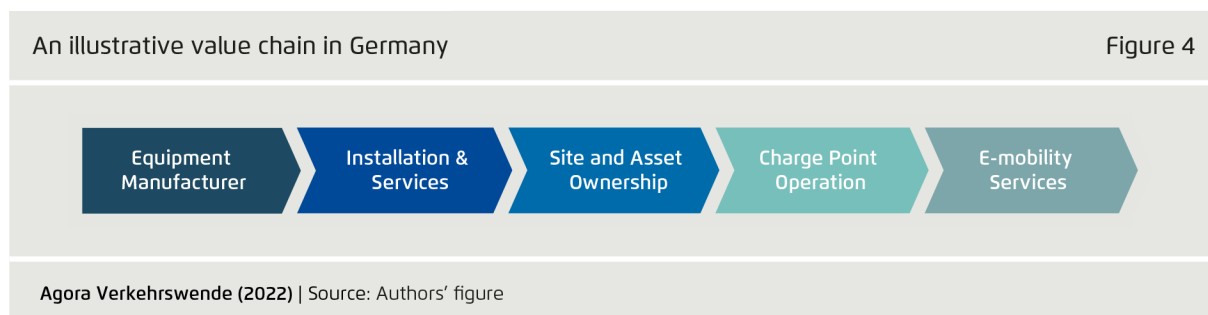 An illustrative value chain in Germany
Figure 4
Equipment
Manufacturer
Installation &
Services
Site and Asset
Ownership
Charge Point
Operation
E-mobility
Services
Agora Verkehrswende (2022) | Source: Authors' figure